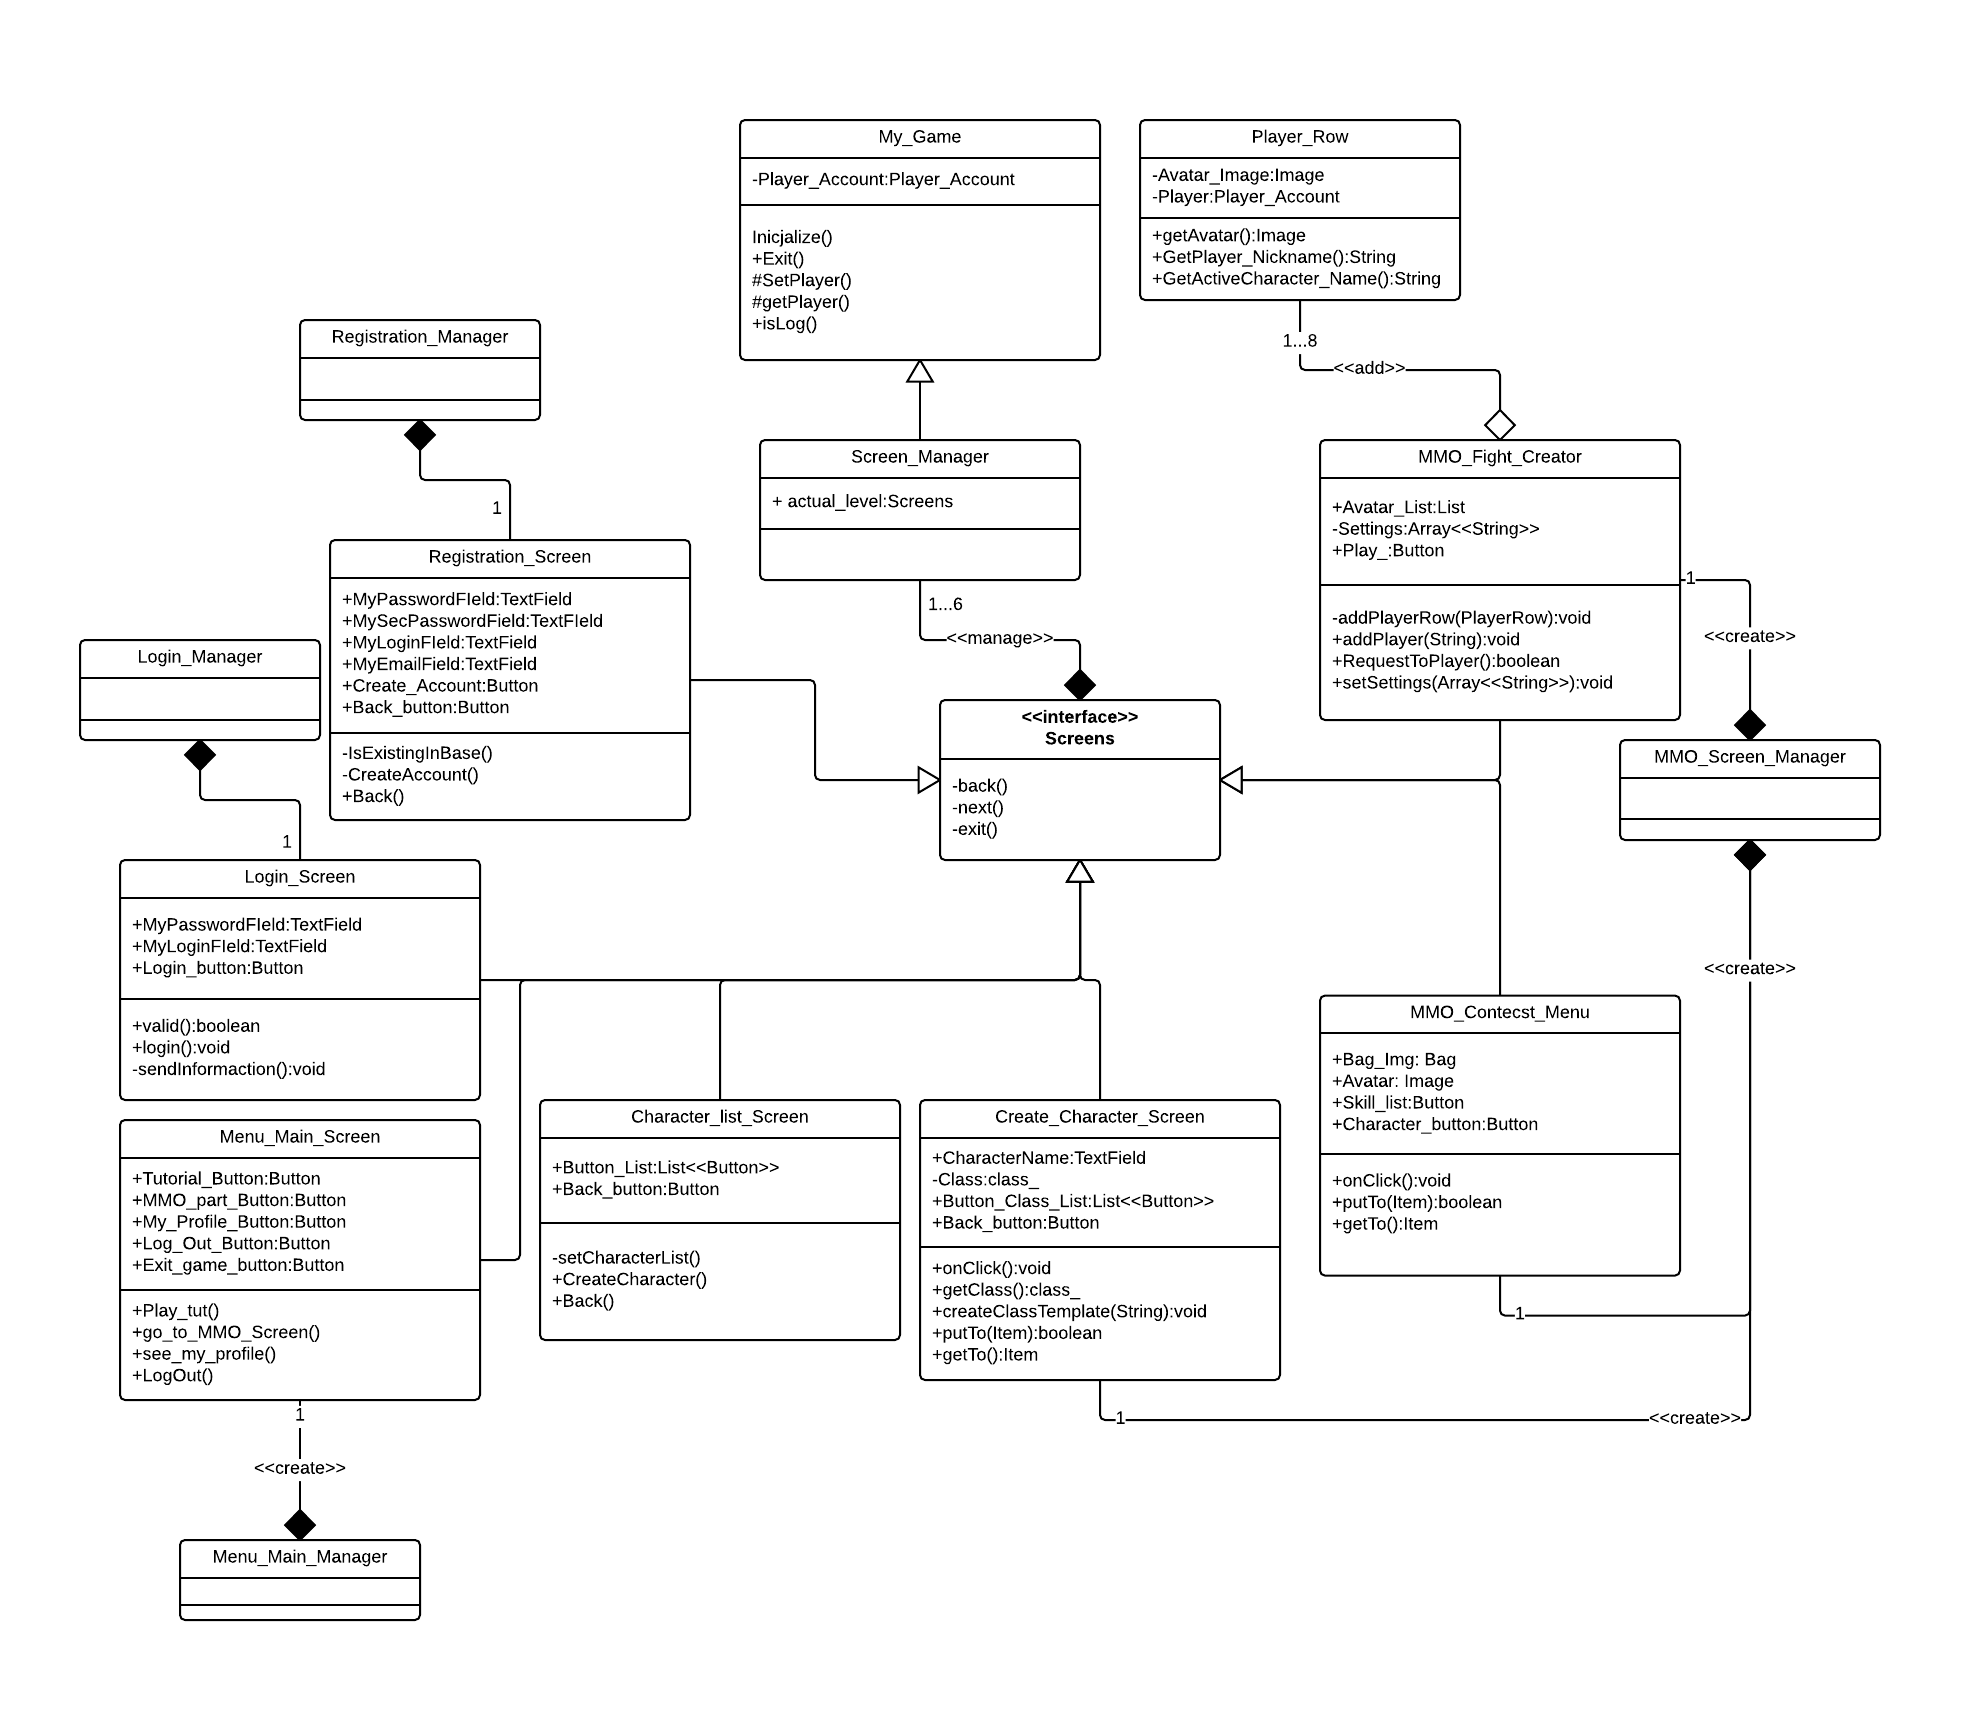 My_Game
-Player_Account:Player_Account
Inicjalize()
+Exit()
#SetPlayer()
#getPlayer()
+isLog()
Player_Row
-Avatar_Image:Image
-Player:Player_Account
+getAvatar():Image
+GetPlayer_Nickname():String
+GetActiveCharacter_Name():String
1...8
<<add>>
Registration_Manager
1
Screen_Manager
+ actual_level:Screens
1...6
<<manage>>
MMO_Fight_Creator
+Avatar_List:List
-Settings:Array<<String>>
+Play_:Button
-addPlayerRow(PlayerRow):void
+addPlayer(String):void
+RequestToPlayer():boolean
+setSettings(Array<<String>>):void
1
<<create>>
Registration_Screen
+MyPasswordFIeld:TextField
+MySecPasswordField:TextFIeld
+MyLoginFIeld:TextField
+MyEmailField:TextField
+Create_Account:Button
+Back_button:Button
-IsExistingInBase()
-CreateAccount()
+Back()
Login_Manager
1
<<interface>>
Screens
-back()
-next()
-exit()
MMO_Screen_Manager
<<create>>
Login_Screen
+MyPasswordFIeld:TextField
+MyLoginFIeld:TextField
+Login_button:Button
+valid():boolean
+login():void
-sendInformaction():void
MMO_Contecst_Menu
+Bag_Img: Bag
+Avatar: Image
+Skill_list:Button
+Character_button:Button
+onClick():void
+putTo(Item):boolean
+getTo():Item
1
Menu_Main_Screen
+Tutorial_Button:Button
+MMO_part_Button:Button
+My_Profile_Button:Button
+Log_Out_Button:Button
+Exit_game_button:Button
+Play_tut()
+go_to_MMO_Screen()
+see_my_profile()
+LogOut()
Character_list_Screen
+Button_List:List<<Button>>
+Back_button:Button
-setCharacterList()
+CreateCharacter()
+Back()
Create_Character_Screen
+CharacterName:TextField
-Class:class_
+Button_Class_List:List<<Button>>
+Back_button:Button
+onClick():void
+getClass():class_
+createClassTemplate(String):void
+putTo(Item):boolean
+getTo():Item
1
<<create>>
1
<<create>>
Menu_Main_Manager